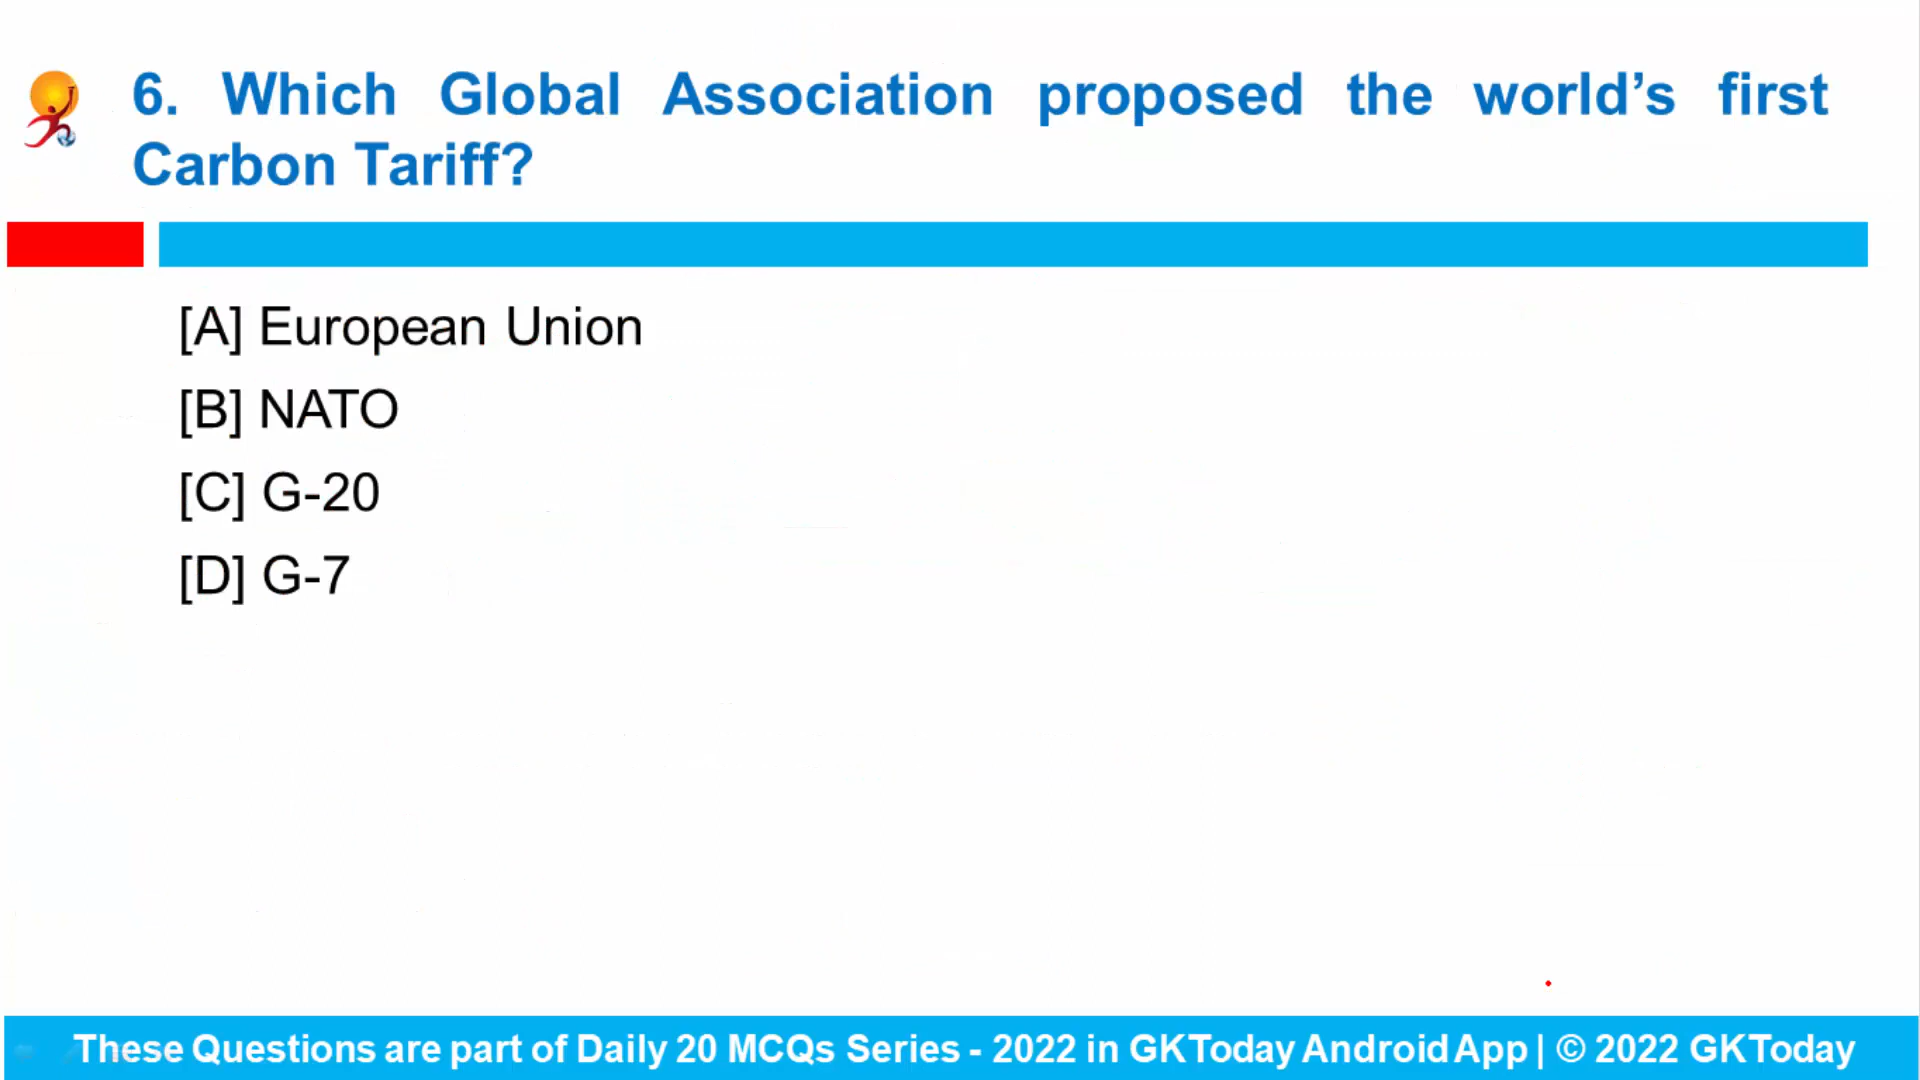 6. Which Global Association proposed the world’s first
Carbon Tariff?
[A] European Union
[B] NATO
[C] G-20
[D] G-7
These Questions are part of Daily 20 MCQs Series - 2022 in GKToday Android App | © 2022 GKToday